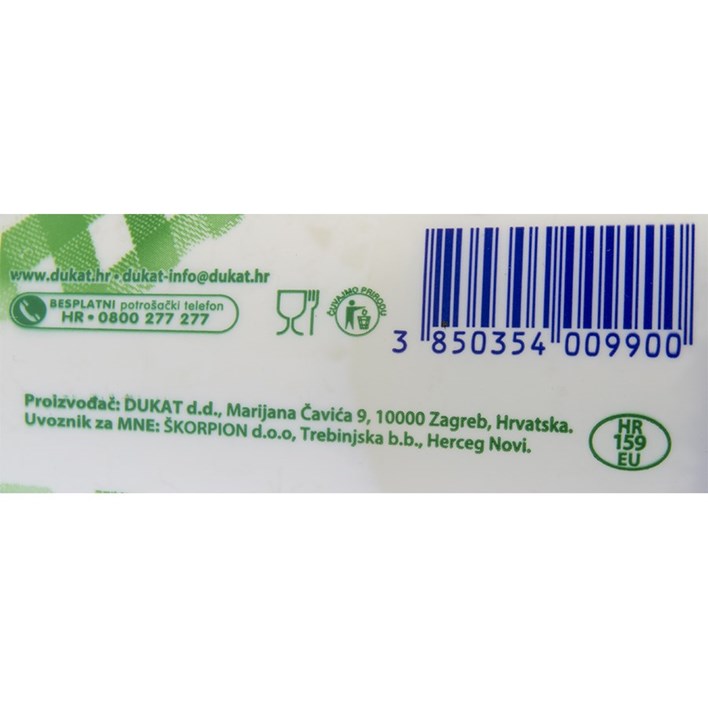 www.dukat.hr • dukat-info@dukat.hr
BESPLATNI potrošački telefon
HR • 0800 277 277
ČUVAJMO PRIRODU
3 850354 009900
Proizvođač: DUKAT d.d., Marijana Čavića 9, 10000 Zagreb, Hrvatska.
Uvoznik za MNE: ŠKORPION d.o.o, Trebinjska b.b., Herceg Novi.
HR
159
EU